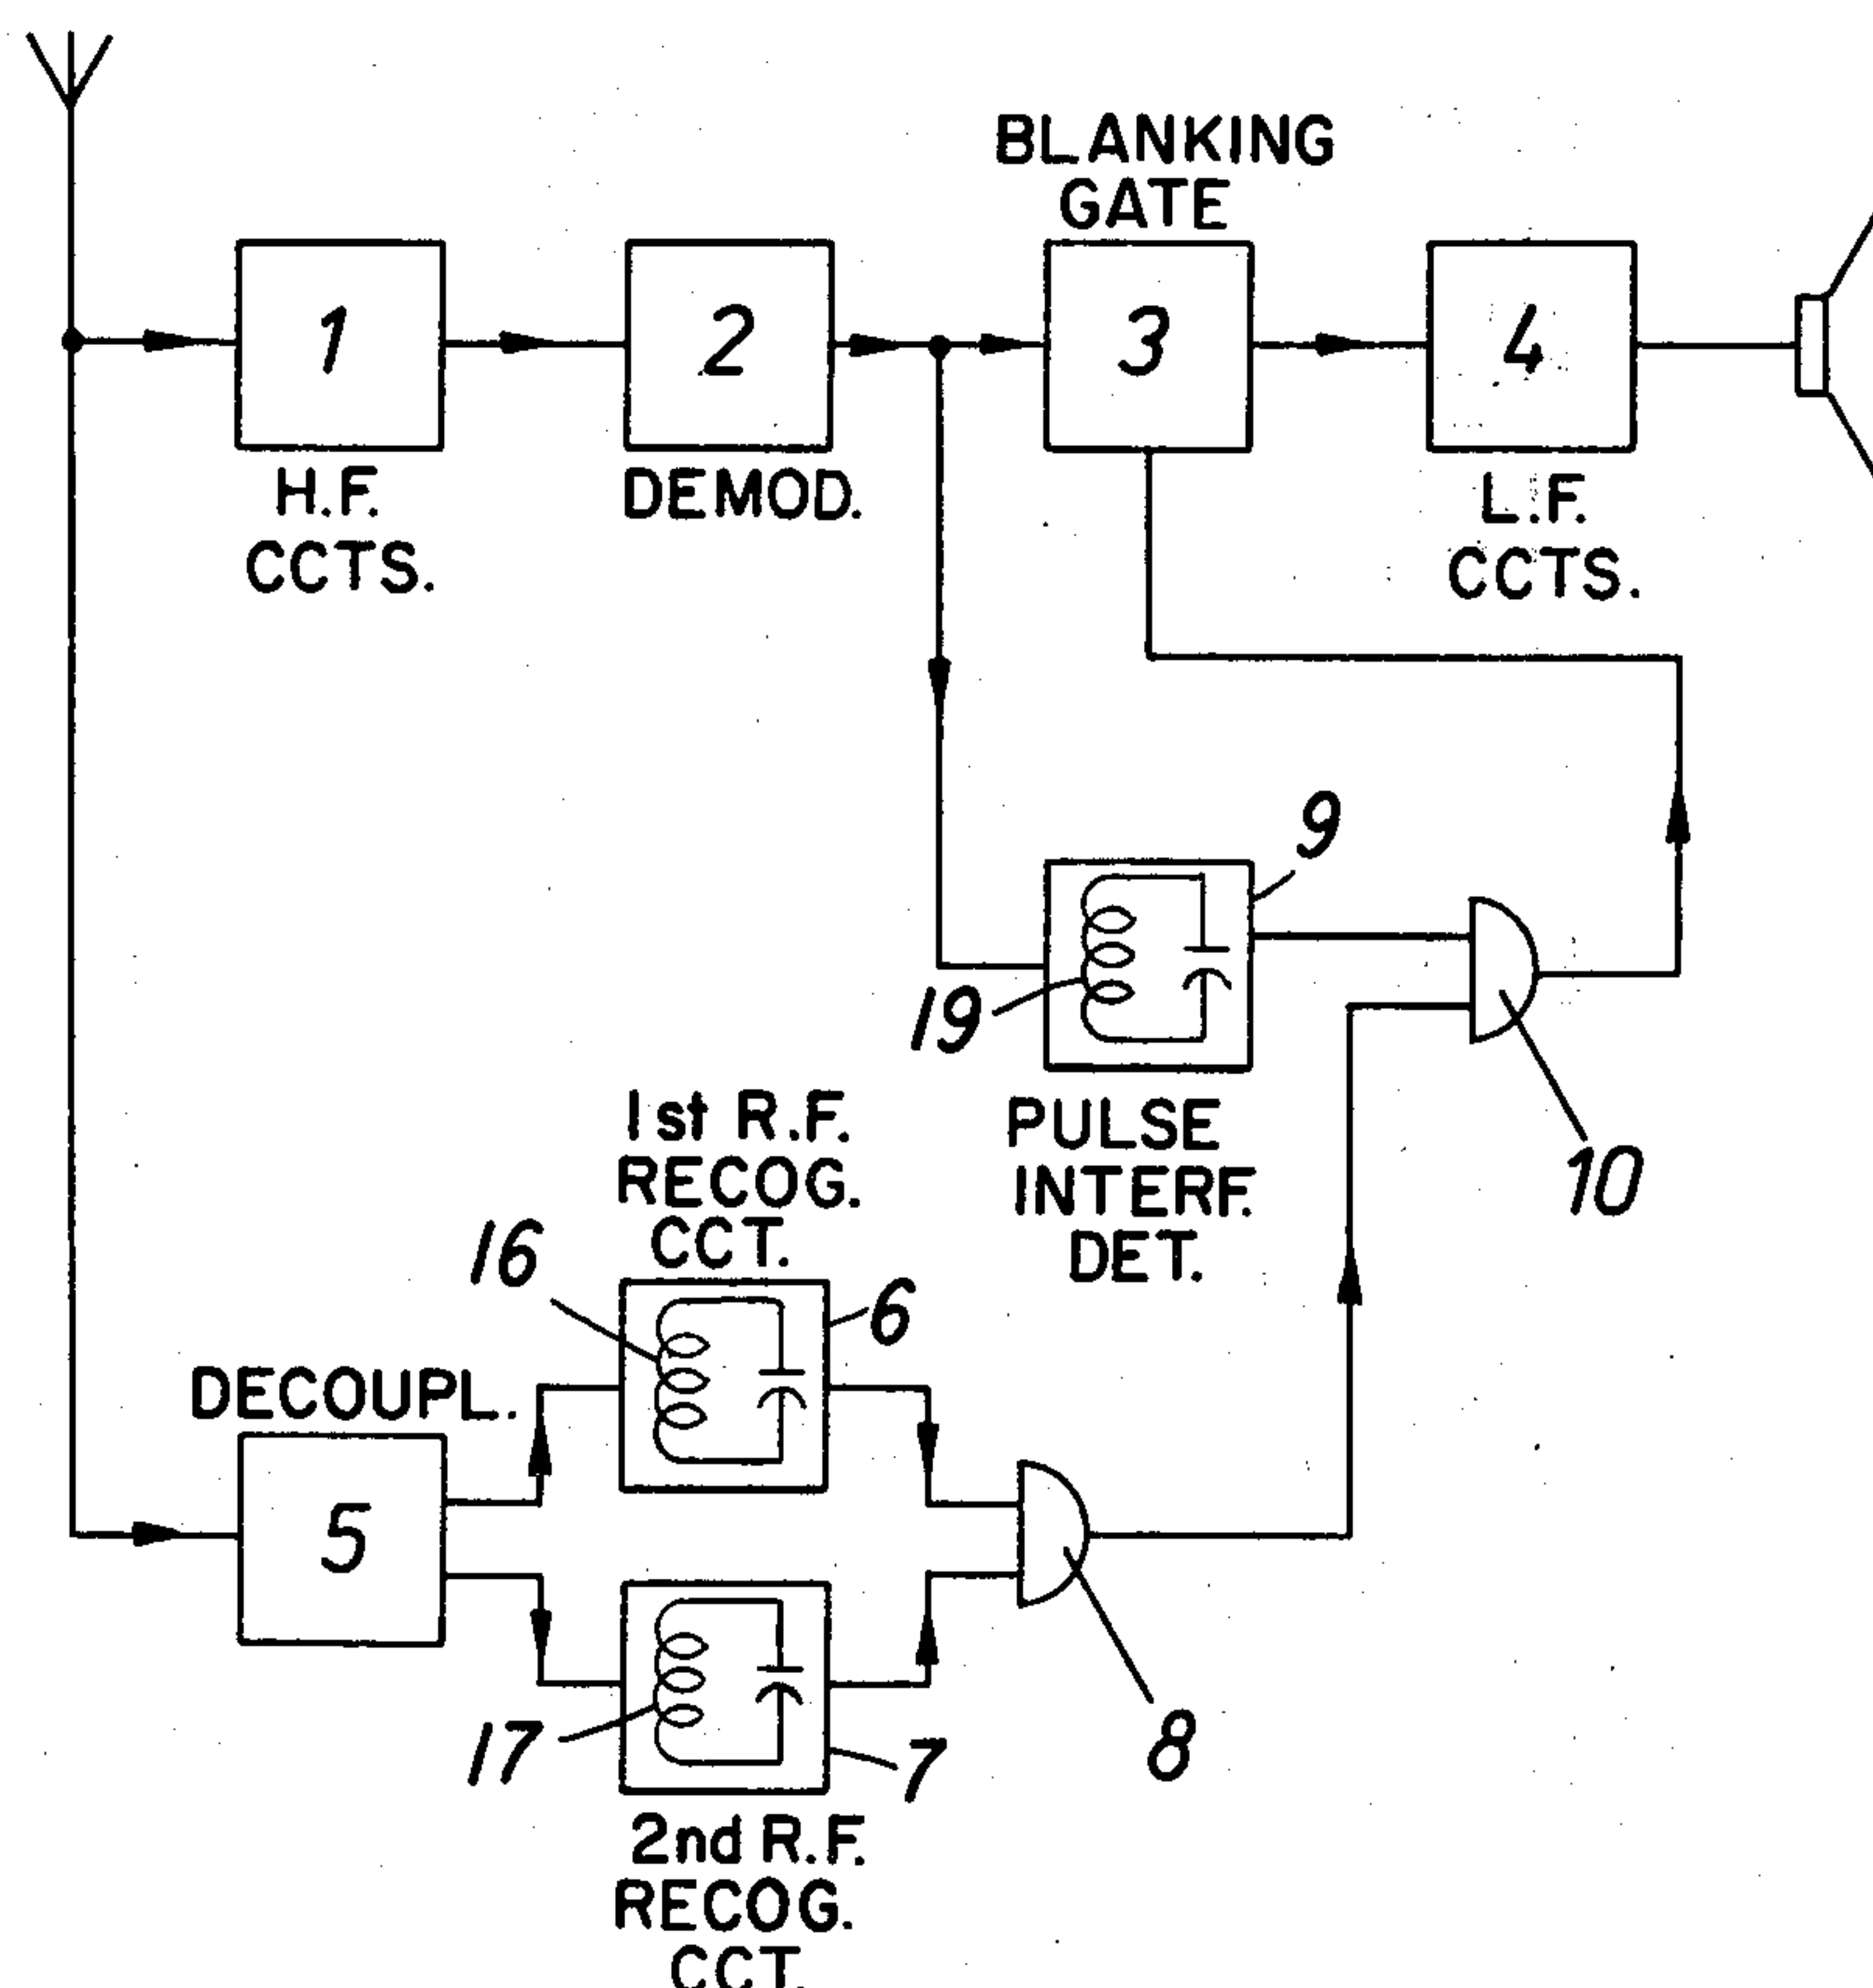 BLANKING
GATE
1
2
3
4
H.F.
CCTS.
DEMOD.
L.F.
CCTS.
9
19
10
PULSE
INTERF.
DET.
1st R.F.
RECOG.
CCT.
16
6
DECOUPL.
5
8
17
7
2nd R.F.
RECOG.
CCT.